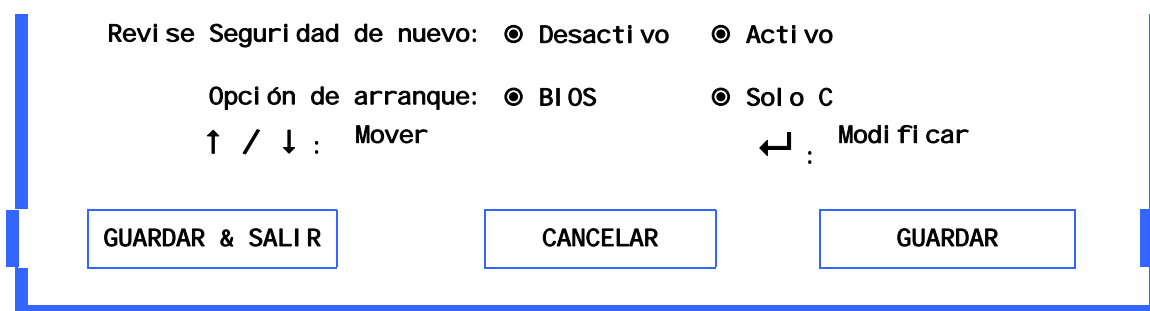 Revise Seguridad de nuevo: ◉ Desactivo ◉ Activo
Opción de arranque: ◉ BIOS ◉ Solo C
↑ / ↓ : Mover ↵ : Modificar
GUARDAR & SALIR CANCELAR GUARDAR